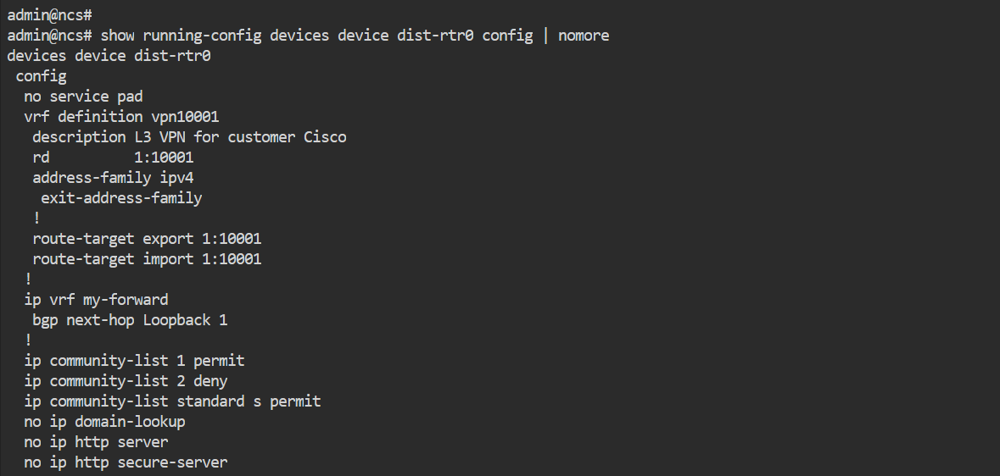 admin@ncs#
admin@ncs# show running-config devices device dist-rtr0 config | nomore
devices device dist-rtr0
 config
  no service pad
  vrf definition vpn10001
   description L3 VPN for customer Cisco
   rd          1:10001
   address-family ipv4
    exit-address-family
   !
   route-target export 1:10001
   route-target import 1:10001
  !
  ip vrf my-forward
   bgp next-hop Loopback 1
  !
  ip community-list 1 permit
  ip community-list 2 deny
  ip community-list standard s permit
  no ip domain-lookup
  no ip http server
  no ip http secure-server